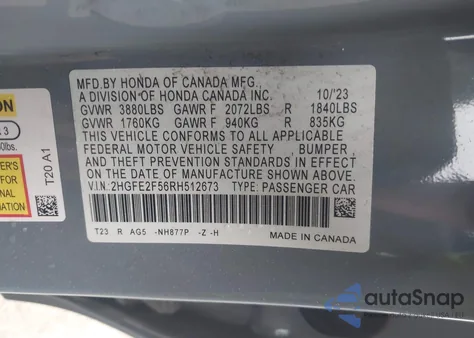 MFD.BY HONDA OF CANADA MFG.,
A DIVISION OF HONDA CANADA INC. 10/'23
GVWR 3880LBS GAWR F 2072LBS R 1840LBS
GVWR 1760KG GAWR F 940KG R 835KG
THIS VEHICLE CONFORMS TO ALL APPLICABLE
FEDERAL MOTOR VEHICLE SAFETY , BUMPER ,
AND THEFT PREVENTION STANDARDS IN EFFECT
ON THE DATE OF MANUFACTURE SHOWN ABOVE.
V.I.N: 2HGFE2F56RH512673 TYPE: PASSENGER CAR
T23 R AG5 -NH877P -Z -H
MADE IN CANADA
T20 A1
autoSnap